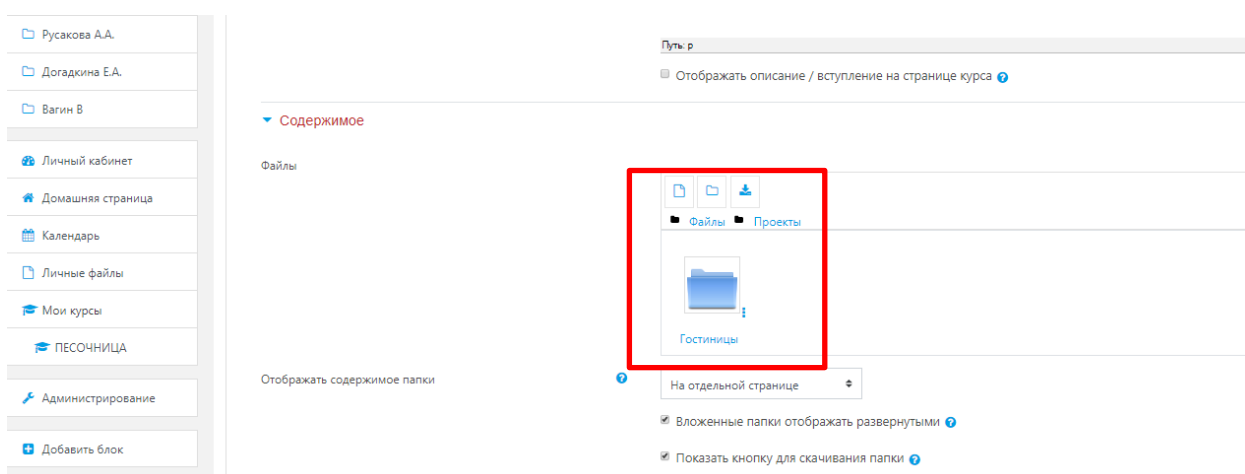 Русакова А.А.
Догадкина Е.А.
Вагин В
Личный кабинет
Домашняя страница
Календарь
Личные файлы
Мои курсы
ПЕСОЧНИЦА
Администрирование
Добавить блок
Путь: p
Отображать описание / вступление на странице курса
Содержимое
Файлы
Файлы Проекты
Гостиницы
Отображать содержимое папки
На отдельной странице
Вложенные папки отображать развернутыми
Показать кнопку для скачивания папки